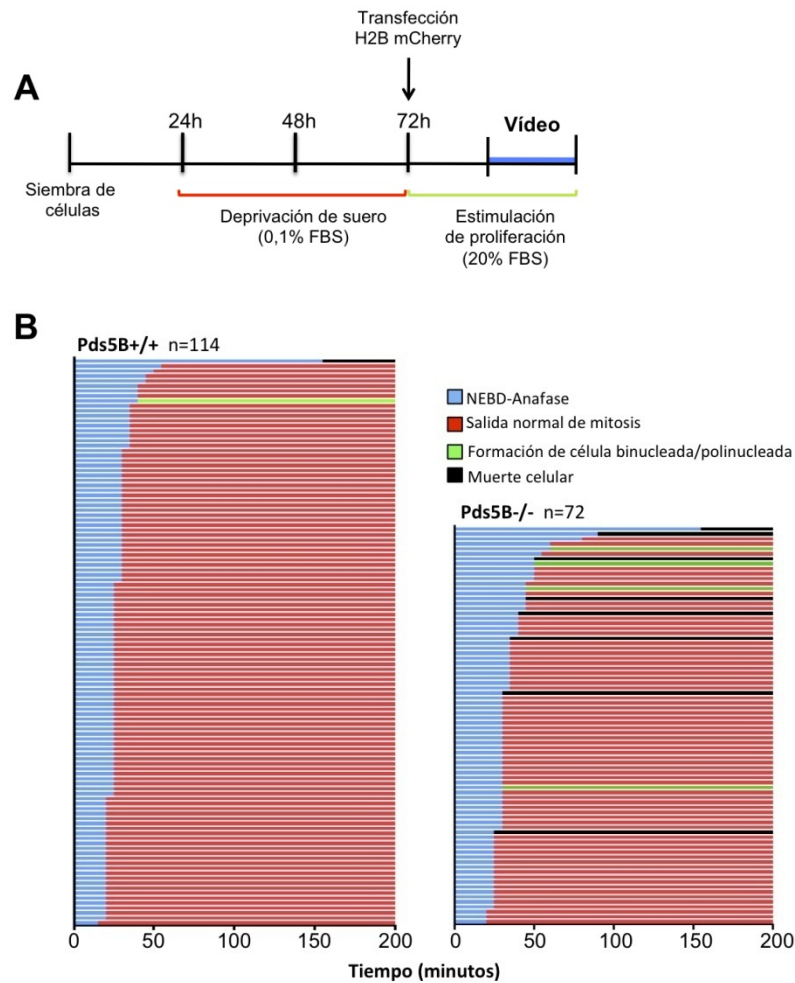 Transfección
H2B mCherry
A
24h
48h
72h
Vídeo
Siembra de
células
Deprivación de suero
(0,1% FBS)
Estimulación
de proliferación
(20% FBS)
B
Pds5B+/+ n=114
NEBD-Anafase
Salida normal de mitosis
Formación de célula binucleada/polinucleada
Muerte celular
Pds5B-/- n=72
0 50 100 150 200
0 50 100 150 200
Tiempo (minutos)